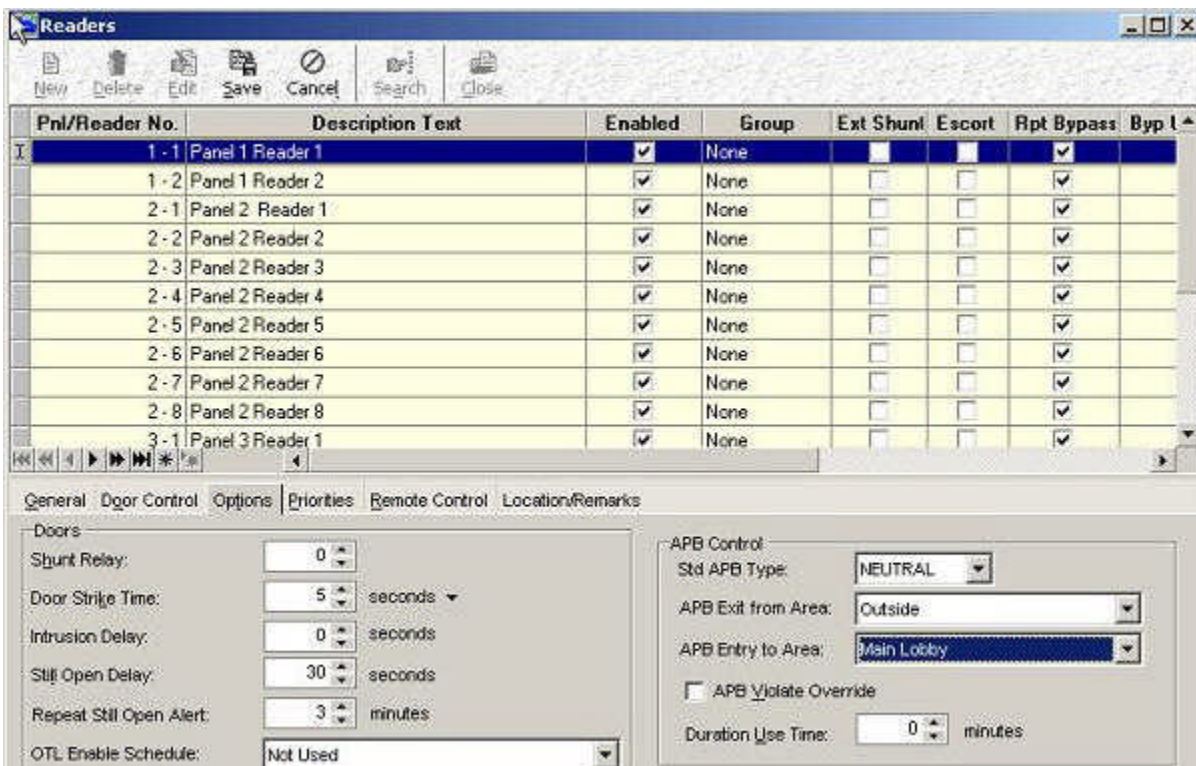 Readers
New Delete Edit Save Cancel Search Close
Pnl/Reader No. Description Text Enabled Group Ext Shunt Escort Rpt Bypass Byp
1 - 1 Panel 1 Reader 1 None
1 - 2 Panel 1 Reader 2 None
2 - 1 Panel 2 Reader 1 None
2 - 2 Panel 2 Reader 2 None
2 - 3 Panel 2 Reader 3 None
2 - 4 Panel 2 Reader 4 None
2 - 5 Panel 2 Reader 5 None
2 - 6 Panel 2 Reader 6 None
2 - 7 Panel 2 Reader 7 None
2 - 8 Panel 2 Reader 8 None
3 - 1 Panel 3 Reader 1 None
General Door Control Options Priorities Remote Control Location/Remarks
Doors
Shunt Relay: 0
Door Strike Time: 5 seconds
Intrusion Delay: 0 seconds
Still Open Delay: 30 seconds
Repeat Still Open Alert: 3 minutes
OTL Enable Schedule: Not Used
APB Control
Std APB Type: NEUTRAL
APB Exit from Area: Outside
APB Entry to Area: Main Lobby
APB Violate Override
Duration Use Time: 0 minutes